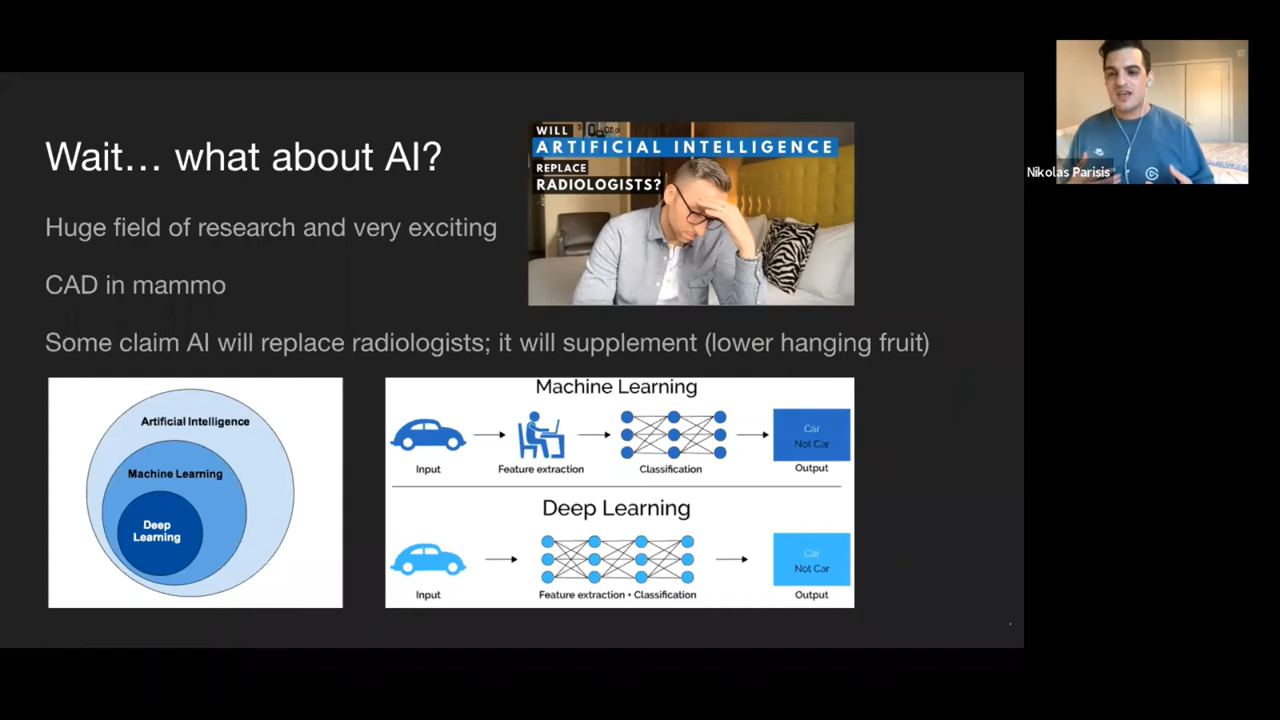 Wait… what about AI?
Huge field of research and very exciting
CAD in mammo
Some claim AI will replace radiologists; it will supplement (lower hanging fruit)
WILL
ARTIFICIAL INTELLIGENCE
REPLACE
RADIOLOGISTS?
Artificial Intelligence
Machine Learning
Deep
Learning
Machine Learning
Input
Feature extraction
Classification
Car
Not Car
Output
Deep Learning
Input
Feature extraction + Classification
Car
Not Car
Output
Nikolas Parisis